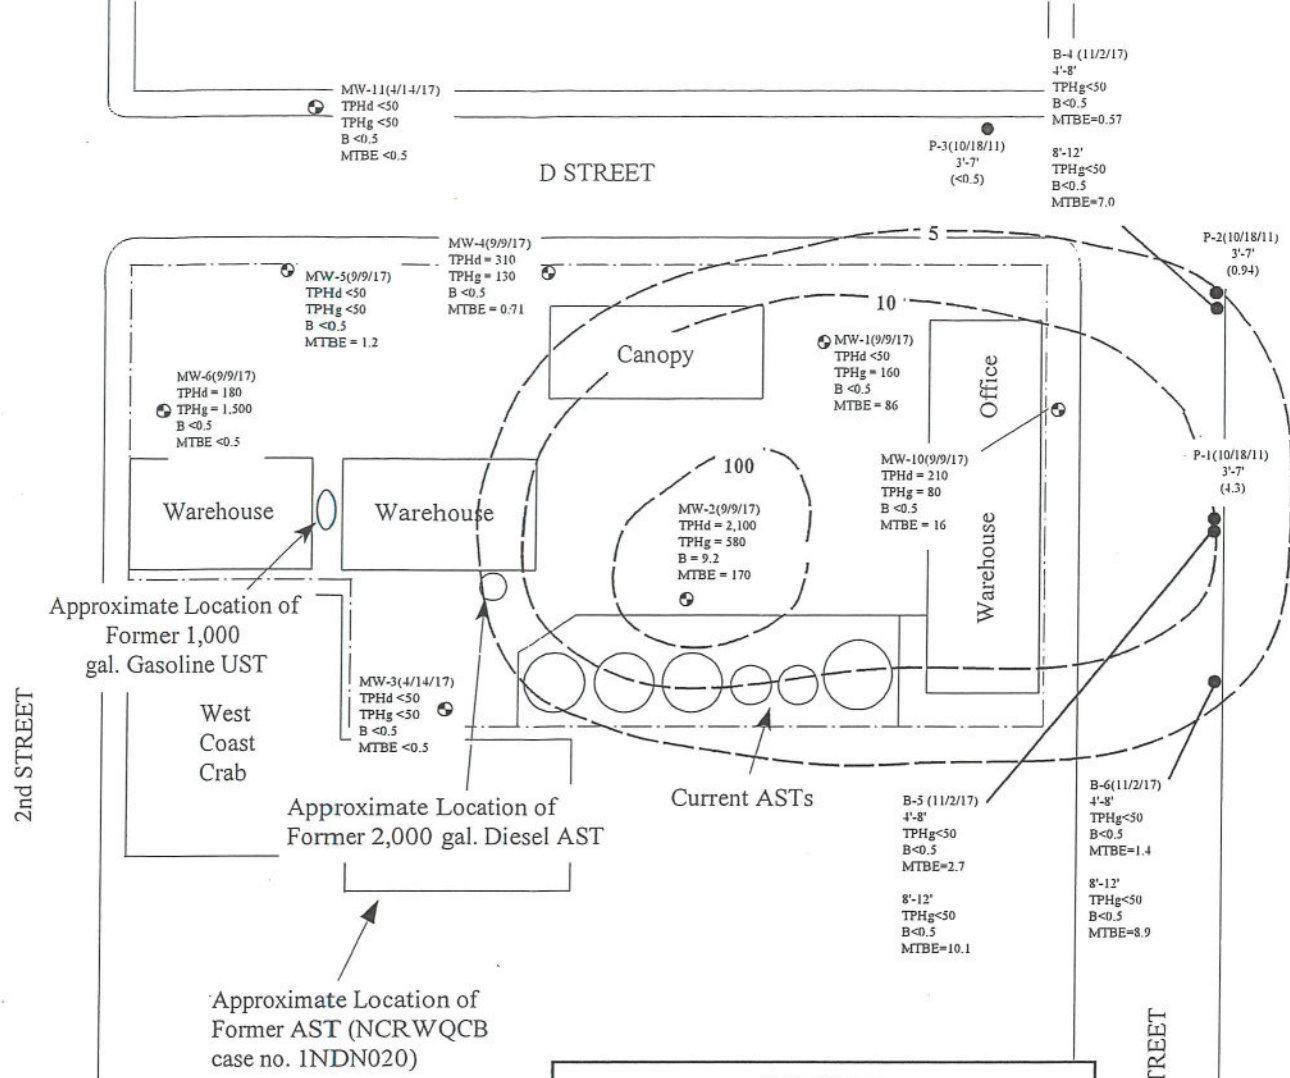 B-4 (11/2/17)
4'-8'
TPHg<50
B<0.5
MTBE=0.57
8'-12'
TPHg<50
B<0.5
MTBE=7.0
MW-11(4/14/17)
TPHd <50
TPHg <50
B <0.5
MTBE <0.5
P-3(10/18/11)
3'-7'
(<0.5)
D STREET
5
P-2(10/18/11)
3'-7'
(0.94)
MW-4(9/9/17)
TPHd = 310
TPHg = 130
B <0.5
MTBE = 0.71
MW-5(9/9/17)
TPHd <50
TPHg <50
B <0.5
MTBE = 1.2
10
MW-1(9/9/17)
TPHd <50
TPHg = 160
B <0.5
MTBE = 86
Canopy
Office
MW-6(9/9/17)
TPHd = 180
TPHg = 1,500
B <0.5
MTBE <0.5
P-1(10/18/11)
3'-7'
(4.3)
MW-10(9/9/17)
TPHd = 210
TPHg = 80
B <0.5
MTBE = 16
100
MW-2(9/9/17)
TPHd = 2,100
TPHg = 580
B = 9.2
MTBE = 170
Warehouse
Warehouse
Warehouse
Approximate Location of
Former 1,000
gal. Gasoline UST
MW-3(4/14/17)
TPHd <50
TPHg <50
B <0.5
MTBE <0.5
West
Coast
Crab
2nd STREET
Approximate Location of
Former 2,000 gal. Diesel AST
Current ASTs
B-5 (11/2/17)
4'-8'
TPHg<50
B<0.5
MTBE=2.7
8'-12'
TPHg<50
B<0.5
MTBE=10.1
B-6(11/2/17)
4'-8'
TPHg<50
B<0.5
MTBE=1.4
8'-12'
TPHg<50
B<0.5
MTBE=8.9
Approximate Location of
Former AST (NCRWQCB
case no. 1NDN020)
TREET